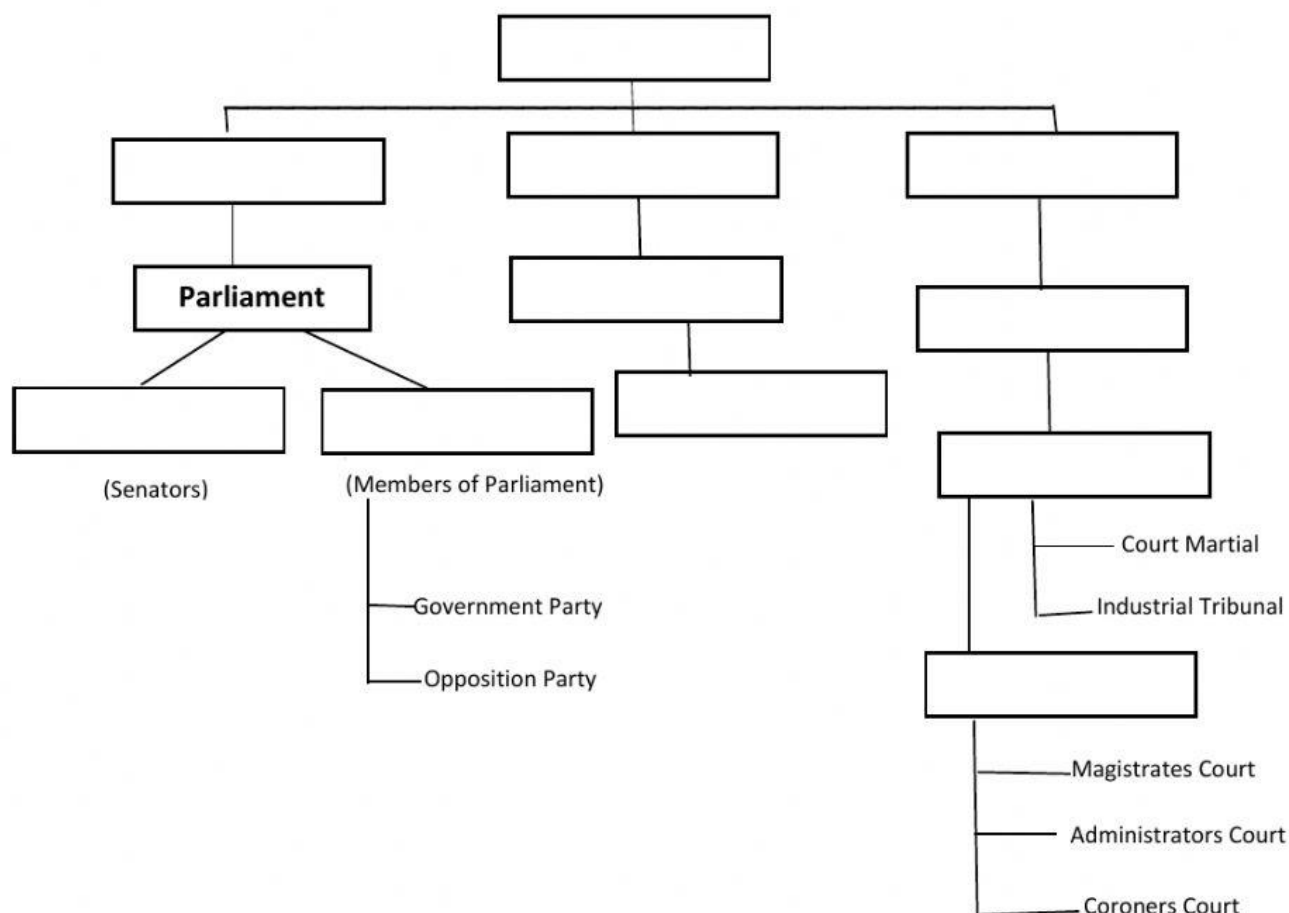 Parliament
(Senators)
(Members of Parliament)
Government Party
Opposition Party
Court Martial
Industrial Tribunal
Magistrates Court
Administrators Court
Coroners Court